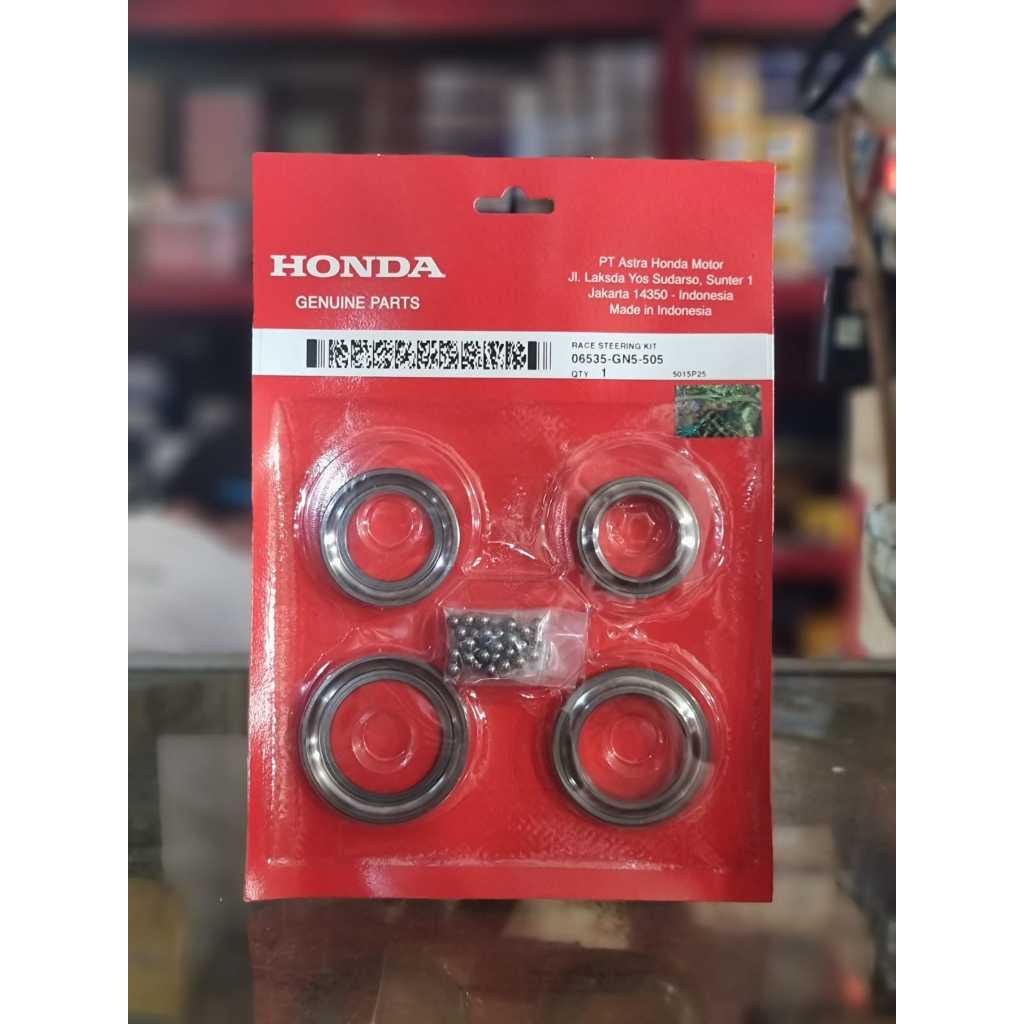 HONDA
GENUINE PARTS
PT Astra Honda Motor
Jl. Laksda Yos Sudarso, Sunter 1
Jakarta 14350 - Indonesia
Made in Indonesia
RACE STEERING KIT
06535-GN5-505
QTY 1 5015P25